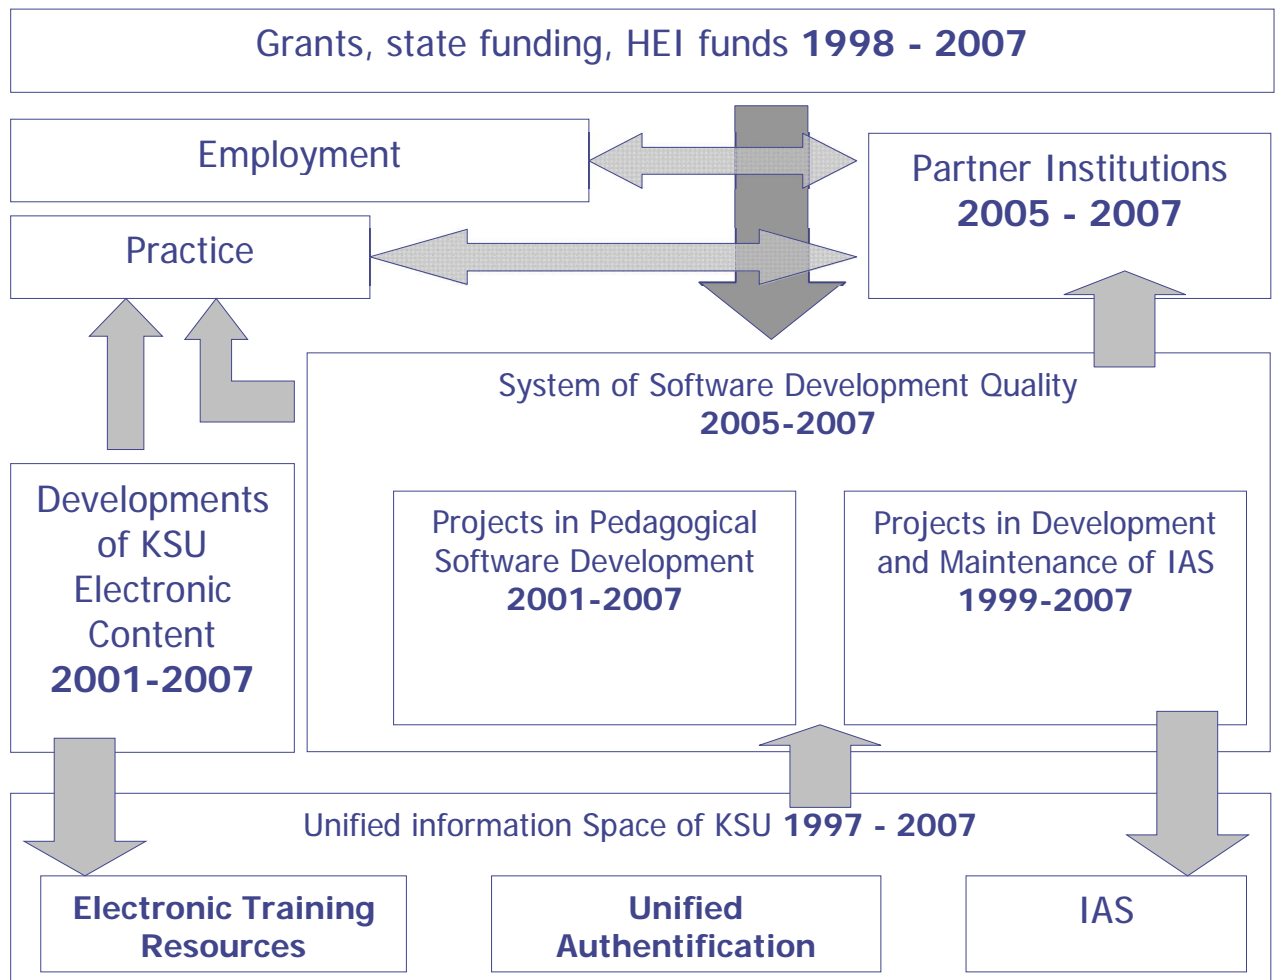 Grants, state funding, HEI funds 1998 - 2007
Employment
Partner Institutions
2005 - 2007
Practice
System of Software Development Quality
2005-2007
Developments
of KSU
Electronic
Content
2001-2007
Projects in Pedagogical
Software Development
2001-2007
Projects in Development
and Maintenance of IAS
1999-2007
Unified information Space of KSU 1997 - 2007
Electronic Training
Resources
Unified
Authentification
IAS